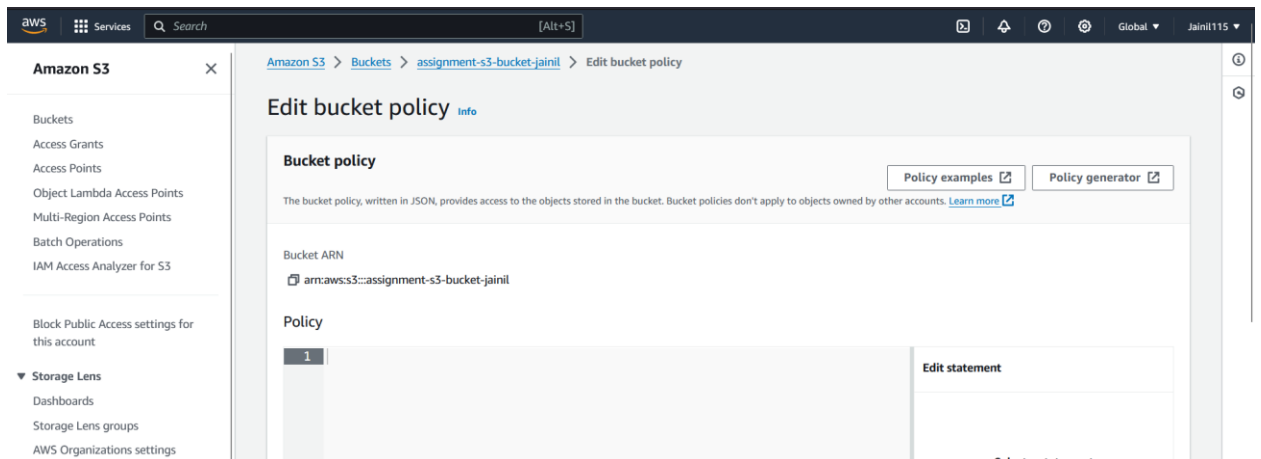 aws Services Search [Alt+S] Global Jainil115
Amazon S3
Buckets
Access Grants
Access Points
Object Lambda Access Points
Multi-Region Access Points
Batch Operations
IAM Access Analyzer for S3
Block Public Access settings for
this account
Storage Lens
Dashboards
Storage Lens groups
AWS Organizations settings
Amazon S3 > Buckets > assignment-s3-bucket-jainil > Edit bucket policy
Edit bucket policy Info
Bucket policy
Policy examples Policy generator
The bucket policy, written in JSON, provides access to the objects stored in the bucket. Bucket policies don't apply to objects owned by other accounts. Learn more
Bucket ARN
arn:aws:s3:::assignment-s3-bucket-jainil
Policy
1
Edit statement